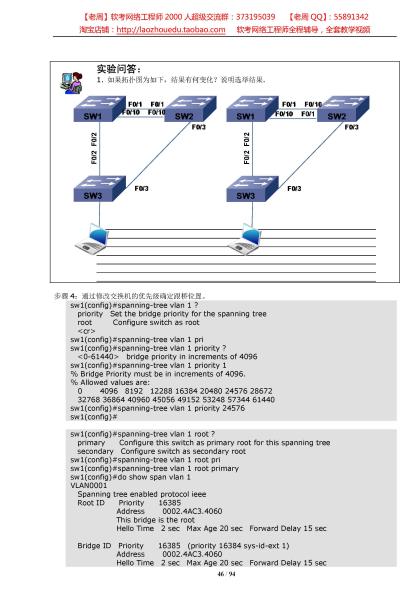 【老周】软考网络工程师 2000 人超级交流群：373195039 【老周 QQ】：55891342
淘宝店铺：http://laozhouedu.taobao.com 软考网络工程师全程辅导，全套教学视频
实验问答：
1．如果拓扑图为如下，结果有何变化？说明选举结果。
F0/1 F0/1
F0/10 F0/10
SW1
SW2
F0/3
F0/2
F0/2
SW3
F0/3
F0/1 F0/10
F0/10 F0/1
SW1
SW2
F0/3
F0/2
F0/2
SW3
F0/3
步骤 4：通过修改交换机的优先级确定跟桥位置。
sw1(config)#spanning-tree vlan 1 ?
priority Set the bridge priority for the spanning tree
root Configure switch as root
<cr>
sw1(config)#spanning-tree vlan 1 pri
sw1(config)#spanning-tree vlan 1 priority ?
<0-61440> bridge priority in increments of 4096
sw1(config)#spanning-tree vlan 1 priority 1
% Bridge Priority must be in increments of 4096.
% Allowed values are:
0 4096 8192 12288 16384 20480 24576 28672
32768 36864 40960 45056 49152 53248 57344 61440
sw1(config)#spanning-tree vlan 1 priority 24576
sw1(config)#
sw1(config)#spanning-tree vlan 1 root ?
primary Configure this switch as primary root for this spanning tree
secondary Configure switch as secondary root
sw1(config)#spanning-tree vlan 1 root pri
sw1(config)#spanning-tree vlan 1 root primary
sw1(config)#do show span vlan 1
VLAN0001
Spanning tree enabled protocol ieee
Root ID Priority 16385
Address 0002.4AC3.4060
This bridge is the root
Hello Time 2 sec Max Age 20 sec Forward Delay 15 sec
Bridge ID Priority 16385 (priority 16384 sys-id-ext 1)
Address 0002.4AC3.4060
Hello Time 2 sec Max Age 20 sec Forward Delay 15 sec
46 / 94